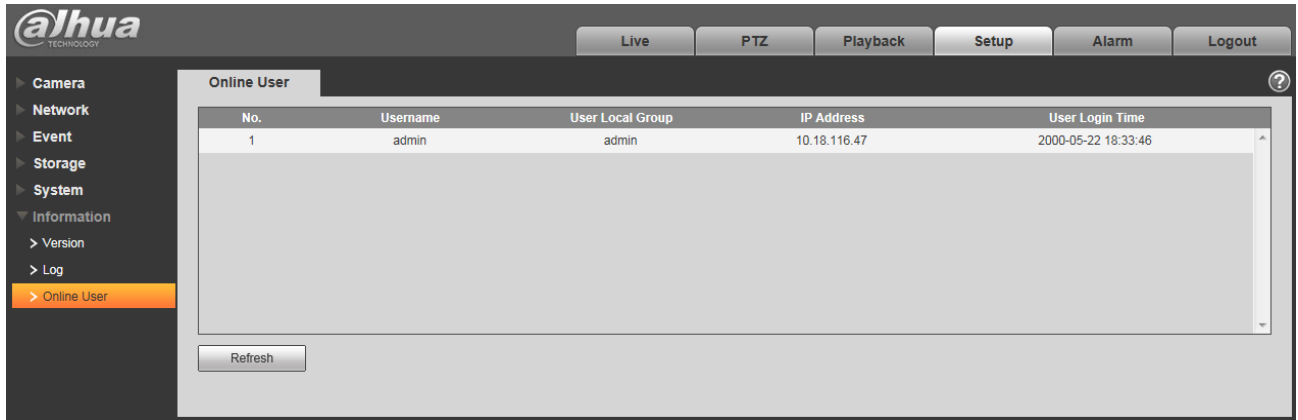 alhua
TECHNOLOGY
Live PTZ Playback Setup Alarm Logout
Camera
Network
Event
Storage
System
Information
> Version
> Log
> Online User
Online User
?
No. Username User Local Group IP Address User Login Time
1 admin admin 10.18.116.47 2000-05-22 18:33:46
Refresh